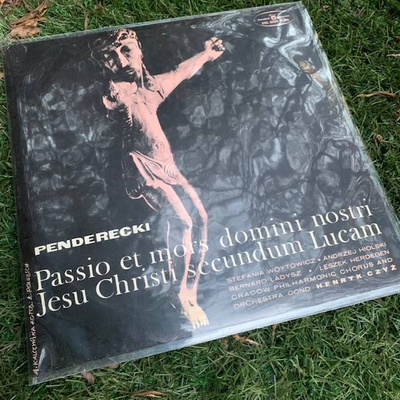 PENDERECKI
Passio et mors domini nostri
Jesu Christi secundum Lucam
STEFANIA WOYTOWICZ • ANDRZEJ HIOLSKI
BERNARD ŁADYSZ • LESZEK HERDEGEN
CRACOW PHILHARMONIC CHORUS AND
ORCHESTRA COND HENRYK CZYŻ